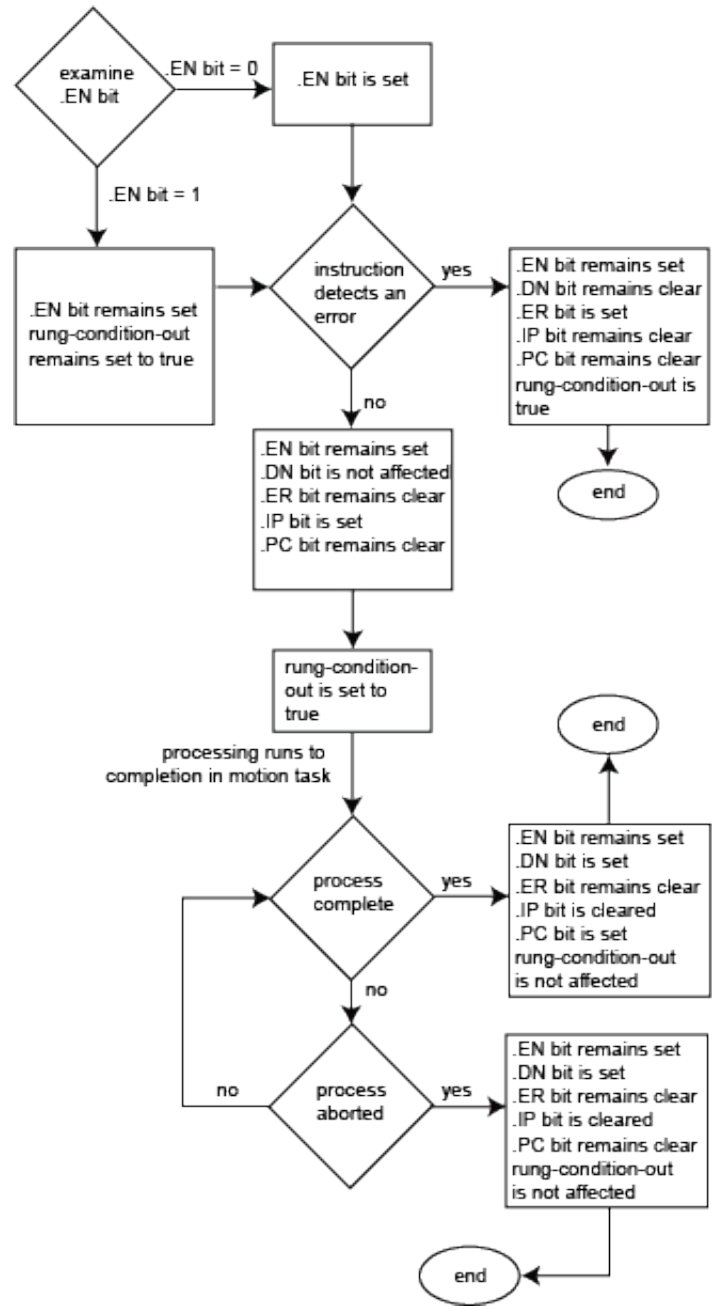 examine
.EN bit
.EN bit = 0
.EN bit is set
.EN bit = 1
.EN bit remains set
rung-condition-out
remains set to true
instruction
detects an
error
yes
.EN bit remains set
.DN bit remains clear
.ER bit is set
.IP bit remains clear
.PC bit remains clear
rung-condition-out is
true
end
no
.EN bit remains set
.DN bit is not affected
.ER bit remains clear
.IP bit is set
.PC bit remains clear
rung-condition-
out is set to
true
processing runs to
completion in motion task
process
complete
yes
.EN bit remains set
.DN bit is set
.ER bit remains clear
.IP bit is cleared
.PC bit is set
rung-condition-out
is not affected
end
no
process
aborted
no
yes
.EN bit remains set
.DN bit is set
.ER bit remains clear
.IP bit is cleared
.PC bit remains clear
rung-condition-out
is not affected
end